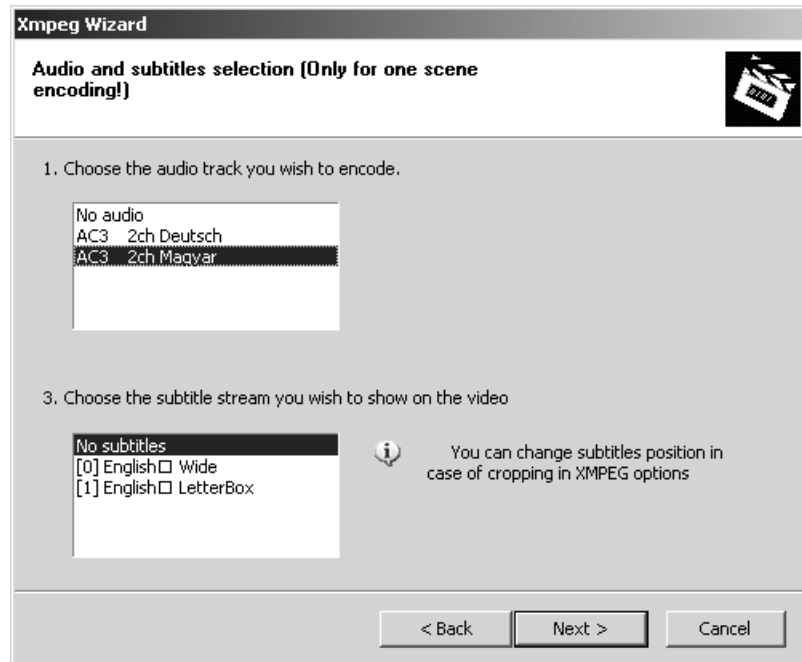 Xmpeg Wizard
Audio and subtitles selection (Only for one scene
encoding!)
1. Choose the audio track you wish to encode.
No audio
AC3 2ch Deutsch
AC3 2ch Magyar
3. Choose the subtitle stream you wish to show on the video
No subtitles
[0] English□ Wide
[1] English□ LetterBox
You can change subtitles position in
case of cropping in XMPEG options
< Back
Next >
Cancel